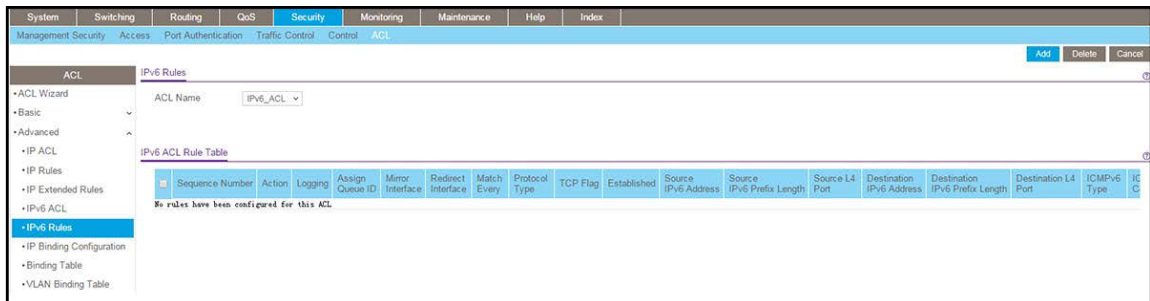 System Switching Routing QoS Security Monitoring Maintenance Help Index
Management Security Access Port Authentication Traffic Control Control ACL
Add Delete Cancel
ACL
IPv6 Rules
ACL Wizard
ACL Name IPv6_ACL
Basic
Advanced
IP ACL
IPv6 ACL Rule Table
IP Rules
Sequence Number Action Logging Assign Queue ID Mirror Interface Redirect Interface Match Every Protocol Type TCP Flag Established Source IPv6 Address Source IPv6 Prefix Length Source L4 Port Destination IPv6 Address Destination IPv6 Prefix Length Destination L4 Port ICMPv6 Type
IP Extended Rules
No rules have been configured for this ACL
IPv6 ACL
IPv6 Rules
IP Binding Configuration
Binding Table
VLAN Binding Table